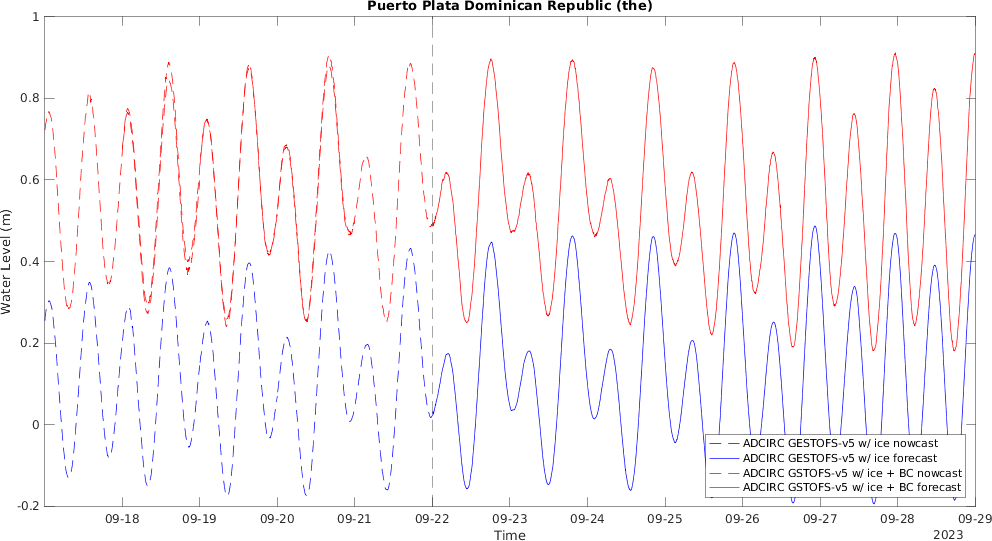 Puerto Plata Dominican Republic (the)
1
0.8
0.6
0.4
0.2
0
-0.2
Water Level (m)
ADCIRC GESTOFS-v5 w/ ice nowcast
ADCIRC GESTOFS-v5 w/ ice forecast
ADCIRC GSTOFS-v5 w/ ice + BC nowcast
ADCIRC GSTOFS-v5 w/ ice + BC forecast
09-18 09-19 09-20 09-21 09-22 09-23 09-24 09-25 09-26 09-27 09-28 09-29
Time
2023